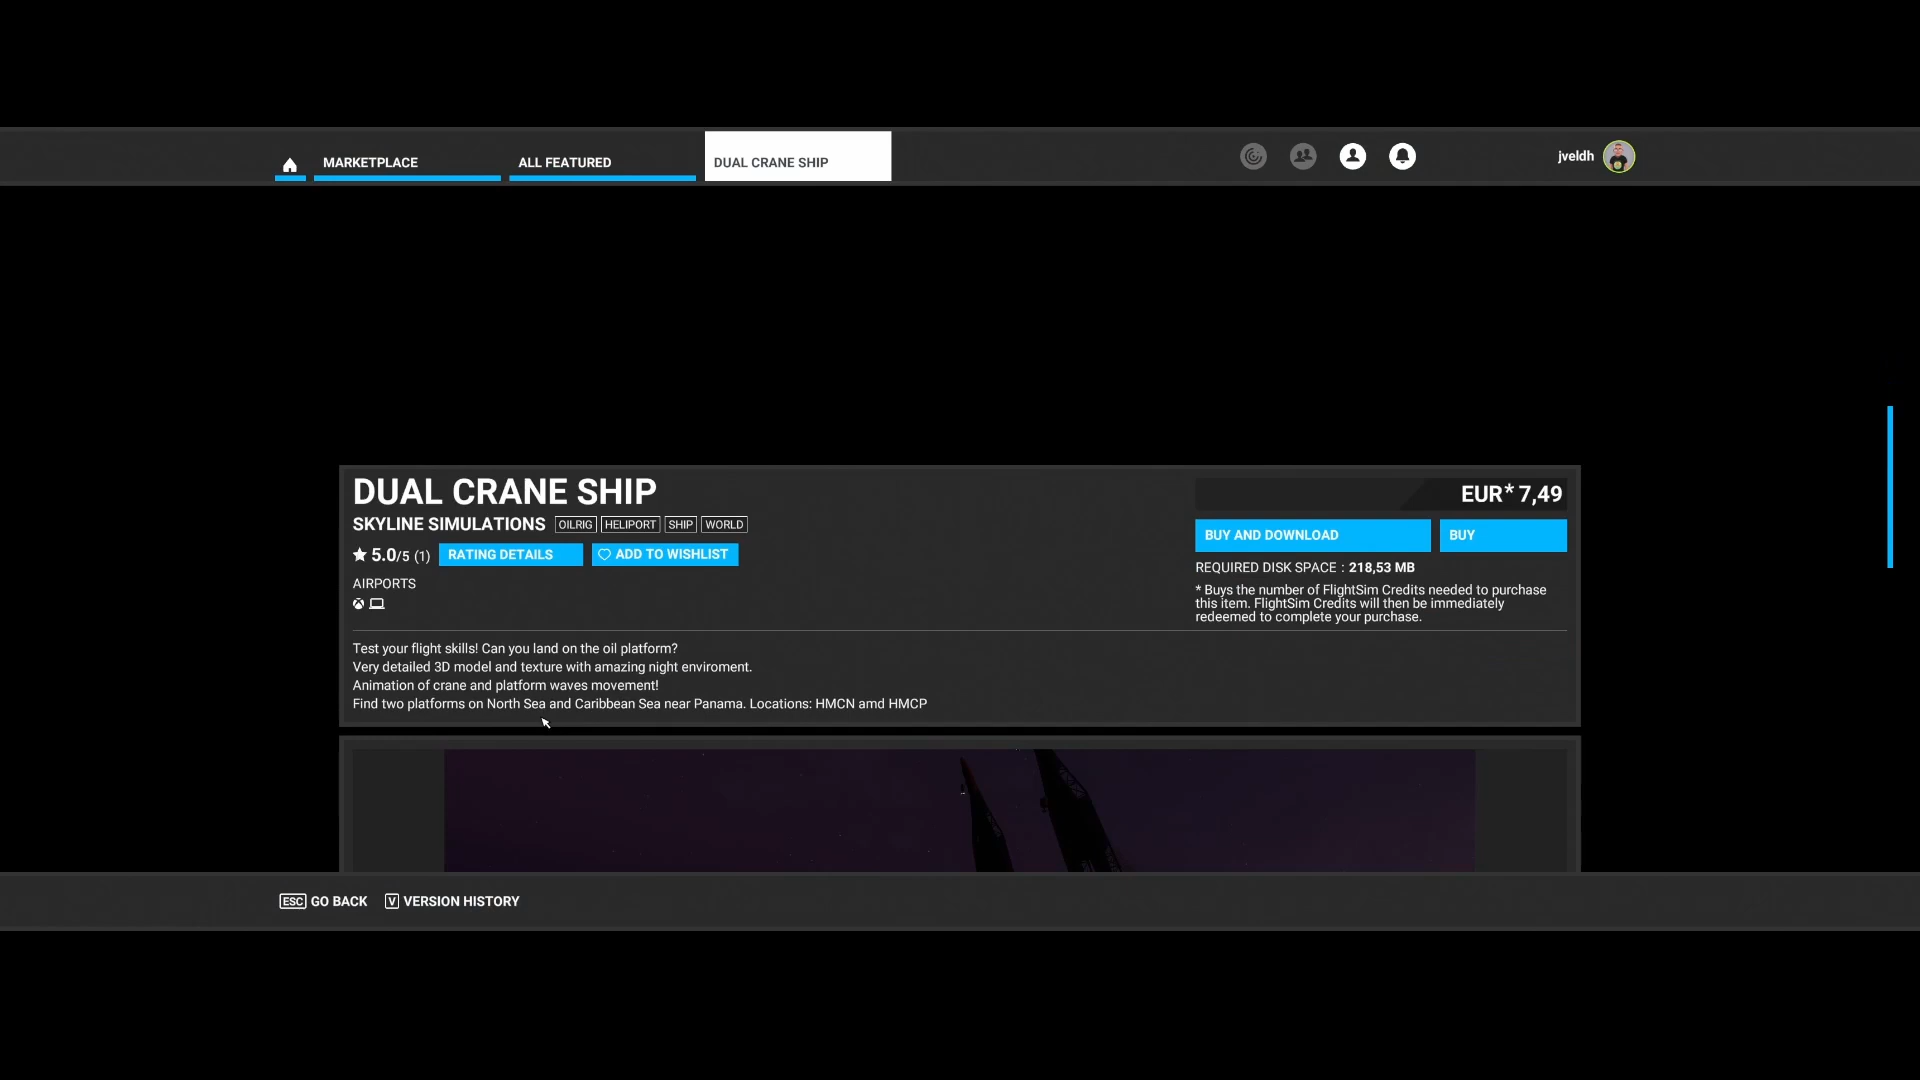 MARKETPLACE
ALL FEATURED
DUAL CRANE SHIP
jveldh
DUAL CRANE SHIP
EUR* 7,49
SKYLINE SIMULATIONS OILRIG HELIPORT SHIP WORLD
BUY AND DOWNLOAD
BUY
5.0/5 (1) RATING DETAILS ADD TO WISHLIST
REQUIRED DISK SPACE : 218,53 MB
AIRPORTS
* Buys the number of FlightSim Credits needed to purchase
this item. FlightSim Credits will then be immediately
redeemed to complete your purchase.
Test your flight skills! Can you land on the oil platform?
Very detailed 3D model and texture with amazing night enviroment.
Animation of crane and platform waves movement!
Find two platforms on North Sea and Caribbean Sea near Panama. Locations: HMCN amd HMCP
ESC GO BACK V VERSION HISTORY